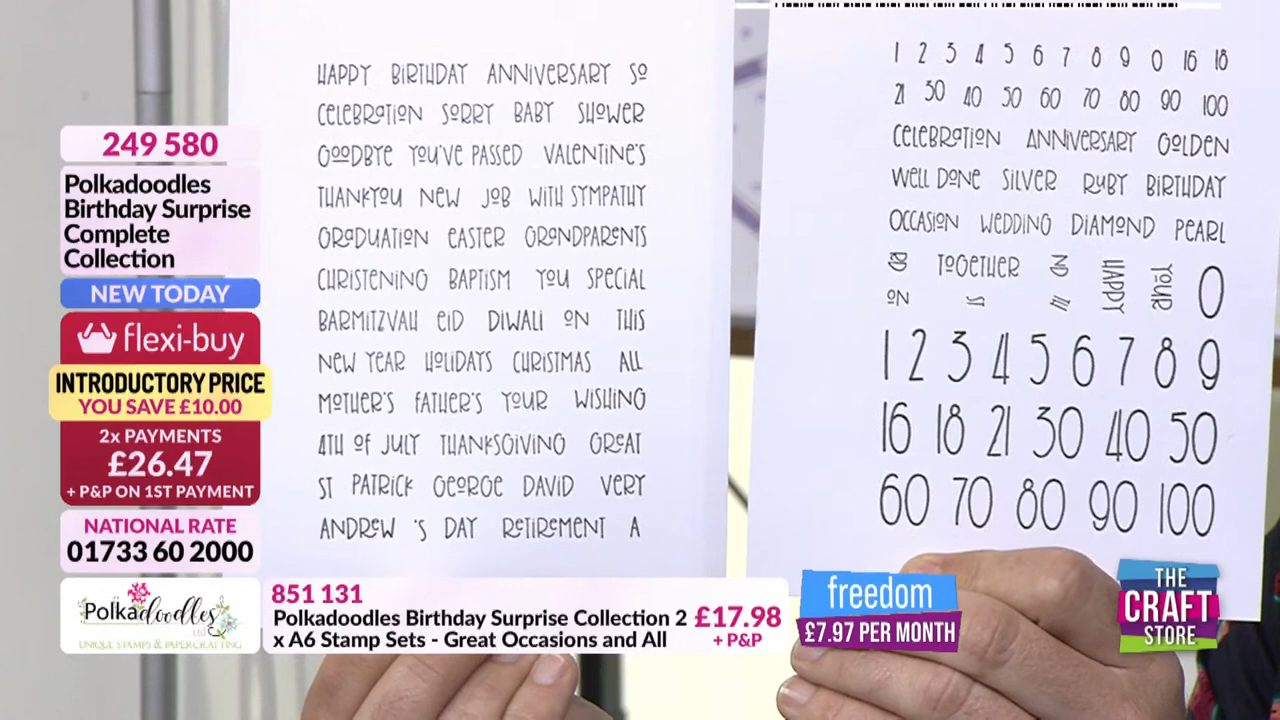 HAPPY BIRTHDAY ANNIVERSARY SO
CELEBRATION SORRY BABY SHOWER
GOODBYE YOU'VE PASSED VALENTINE'S
THANKYOU NEW JOB WITH SYMPATHY
GRADUATION EASTER GRANDPARENTS
CHRISTENING BAPTISM YOU SPECIAL
BARMITZVAH EID DIWALI ON THIS
NEW YEAR HOLIDAYS CHRISTMAS ALL
MOTHER'S FATHER'S YOUR WISHING
4TH OF JULY THANKSGIVING GREAT
ST PATRICK GEORGE DAVID VERY
ANDREW 'S DAY RETIREMENT A
1 2 3 4 5 6 7 8 9 0 16 18
21 30 40 50 60 70 80 90 100
CELEBRATION ANNIVERSARY GOLDEN
WELL DONE SILVER RUBY BIRTHDAY
OCCASION WEDDING DIAMOND PEARL
TOGETHER HAPPY YOUR 0
ON
1 2 3 4 5 6 7 8 9
16 18 21 30 40 50
60 70 80 90 100
249 580
Polkadoodles
Birthday Surprise
Complete
Collection
NEW TODAY
flexi-buy
INTRODUCTORY PRICE
YOU SAVE £10.00
2x PAYMENTS
£26.47
+ P&P ON 1ST PAYMENT
NATIONAL RATE
01733 60 2000
Polkadoodles
UNIQUE STAMPS & PAPERCRAFTING
851 131
Polkadoodles Birthday Surprise Collection 2
x A6 Stamp Sets - Great Occasions and All
£17.98
+ P&P
freedom
£7.97 PER MONTH
THE
CRAFT
STORE